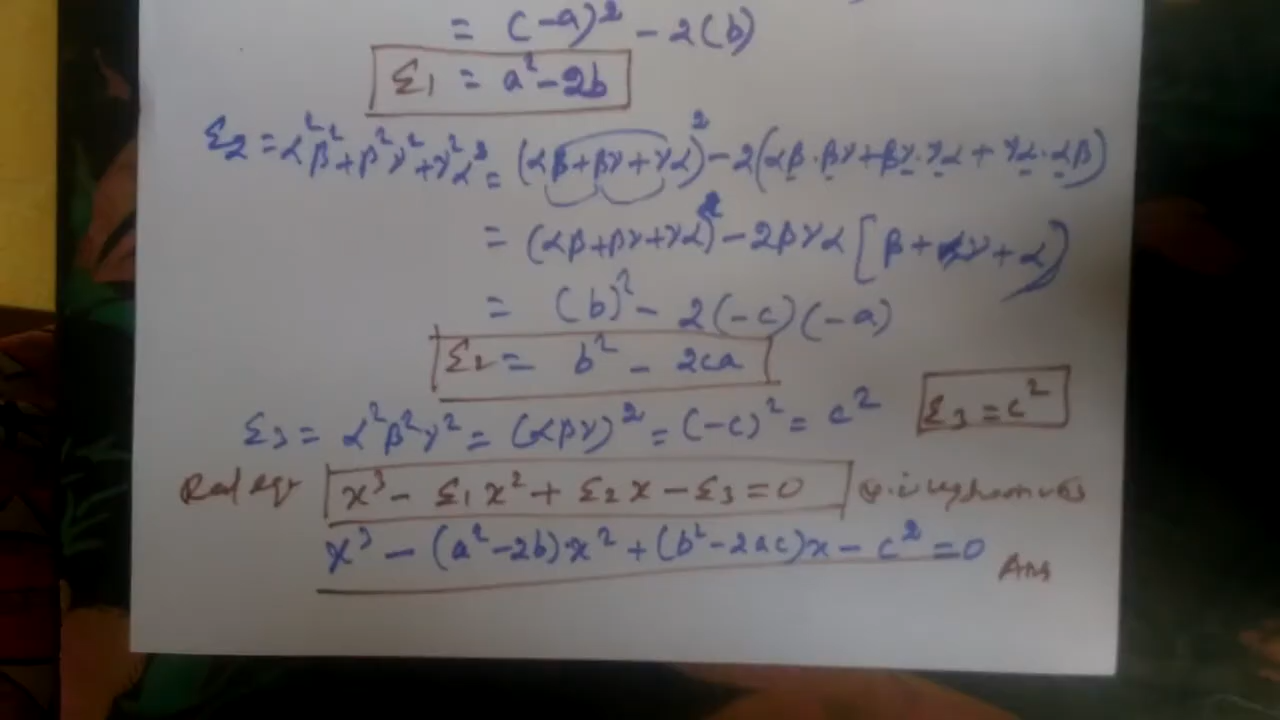 = (-a)² - 2(b)
Σ1 = a² - 2b
Σ2 = α²β² + β²γ² + γ²α² = (αβ + βγ + γα)² - 2(αβ·βγ + βγ·γα + γα·αβ)
= (αβ + βγ + γα)² - 2βγα [β + γ + α)
= (b)² - 2(-c)(-a)
Σ2 = b² - 2ca
Σ3 = α²β²γ² = (αβγ)² = (-c)² = c² Σ3 = c²
x³ - Σ1x² + Σ2x - Σ3 = 0
x³ - (a² - 2b)·x² + (b² - 2ac)x - c² = 0 Ans